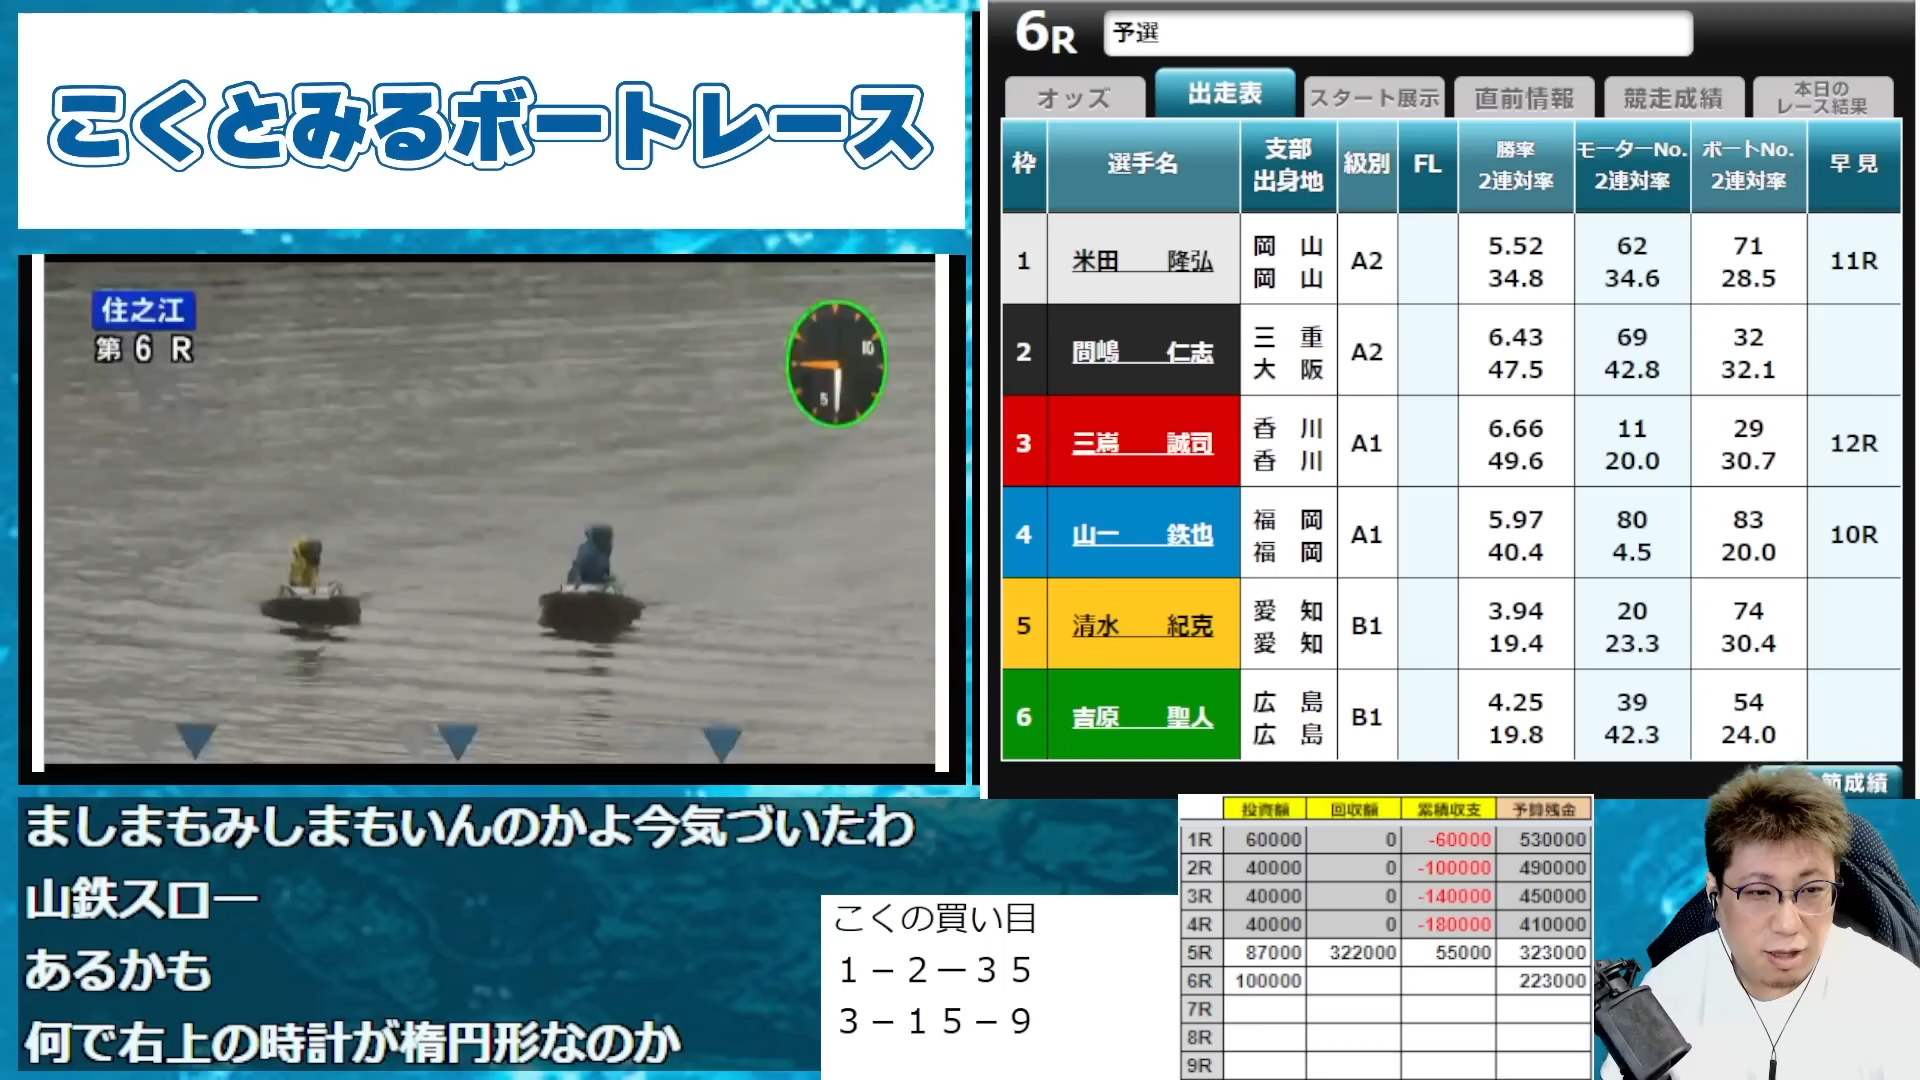 こくとみるボートレース
住之江
第 6 R
10
5
6R 予選
オッズ 出走表 スタート展示 直前情報 競走成績 本日のレース結果
枠 選手名 支部 出身地 級別 FL 勝率 2連対率 モーターNo. 2連対率 ボートNo. 2連対率 早見
1 米田 隆弘 岡山 岡山 A2 5.52 34.8 62 34.6 71 28.5 11R
2 間嶋 仁志 三重 大阪 A2 6.43 47.5 69 42.8 32 32.1
3 三嶌 誠司 香川 香川 A1 6.66 49.6 11 20.0 29 30.7 12R
4 山一 鉄也 福岡 福岡 A1 5.97 40.4 80 4.5 83 20.0 10R
5 清水 紀克 愛知 愛知 B1 3.94 19.4 20 23.3 74 30.4
6 吉原 聖人 広島 広島 B1 4.25 19.8 39 42.3 54 24.0
節成績
ましまもみしまもいんのかよ今気づいたわ
山鉄スロー
あるかも
何で右上の時計が楕円形なのか
こくの買い目
1－2ー3 5
3－1 5－9
投資額 回収額 累積収支 予算残金
1R 60000 0 -60000 530000
2R 40000 0 -100000 490000
3R 40000 0 -140000 450000
4R 40000 0 -180000 410000
5R 87000 322000 55000 323000
6R 100000 223000
7R
8R
9R